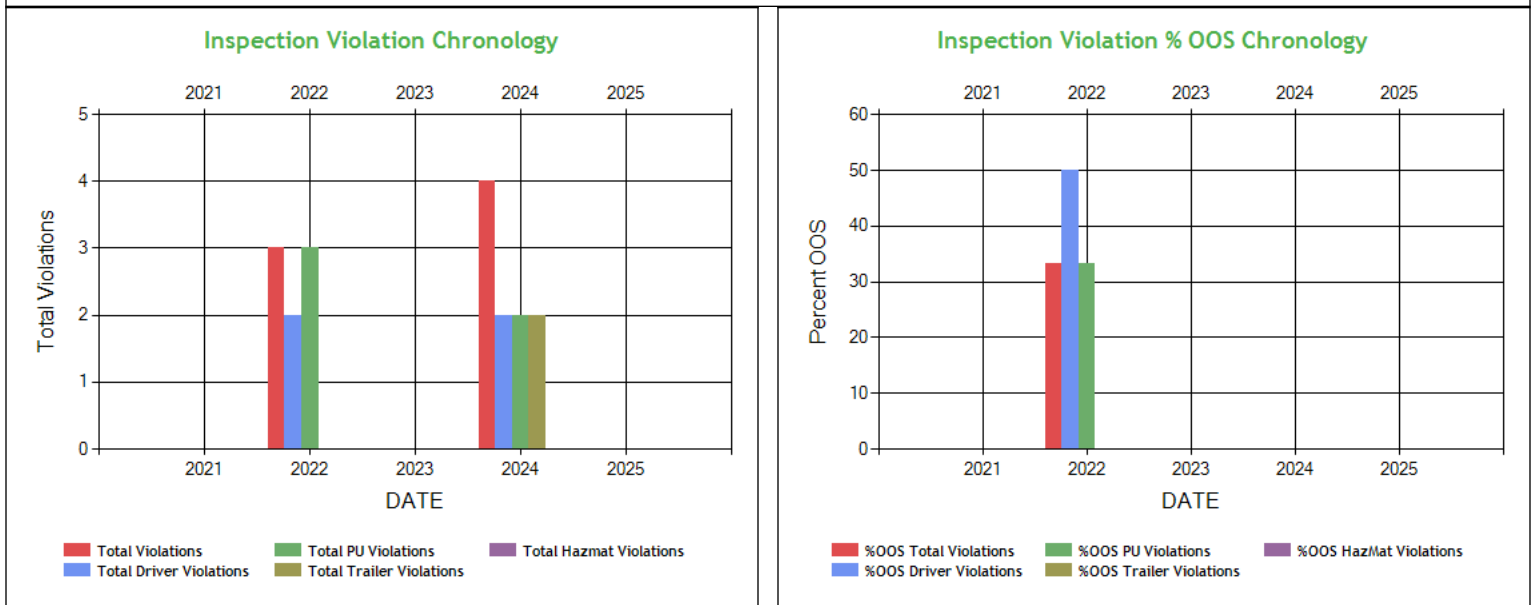 Inspection Violation Chronology
2021 2022 2023 2024 2025
5
4
3
2
1
0
Total Violations
2021 2022 2023 2024 2025
DATE
Total Violations Total PU Violations Total Hazmat Violations
Total Driver Violations Total Trailer Violations
Inspection Violation % OOS Chronology
2021 2022 2023 2024 2025
60
50
40
30
20
10
0
Percent OOS
2021 2022 2023 2024 2025
DATE
%OOS Total Violations %OOS PU Violations %OOS HazMat Violations
%OOS Driver Violations %OOS Trailer Violations